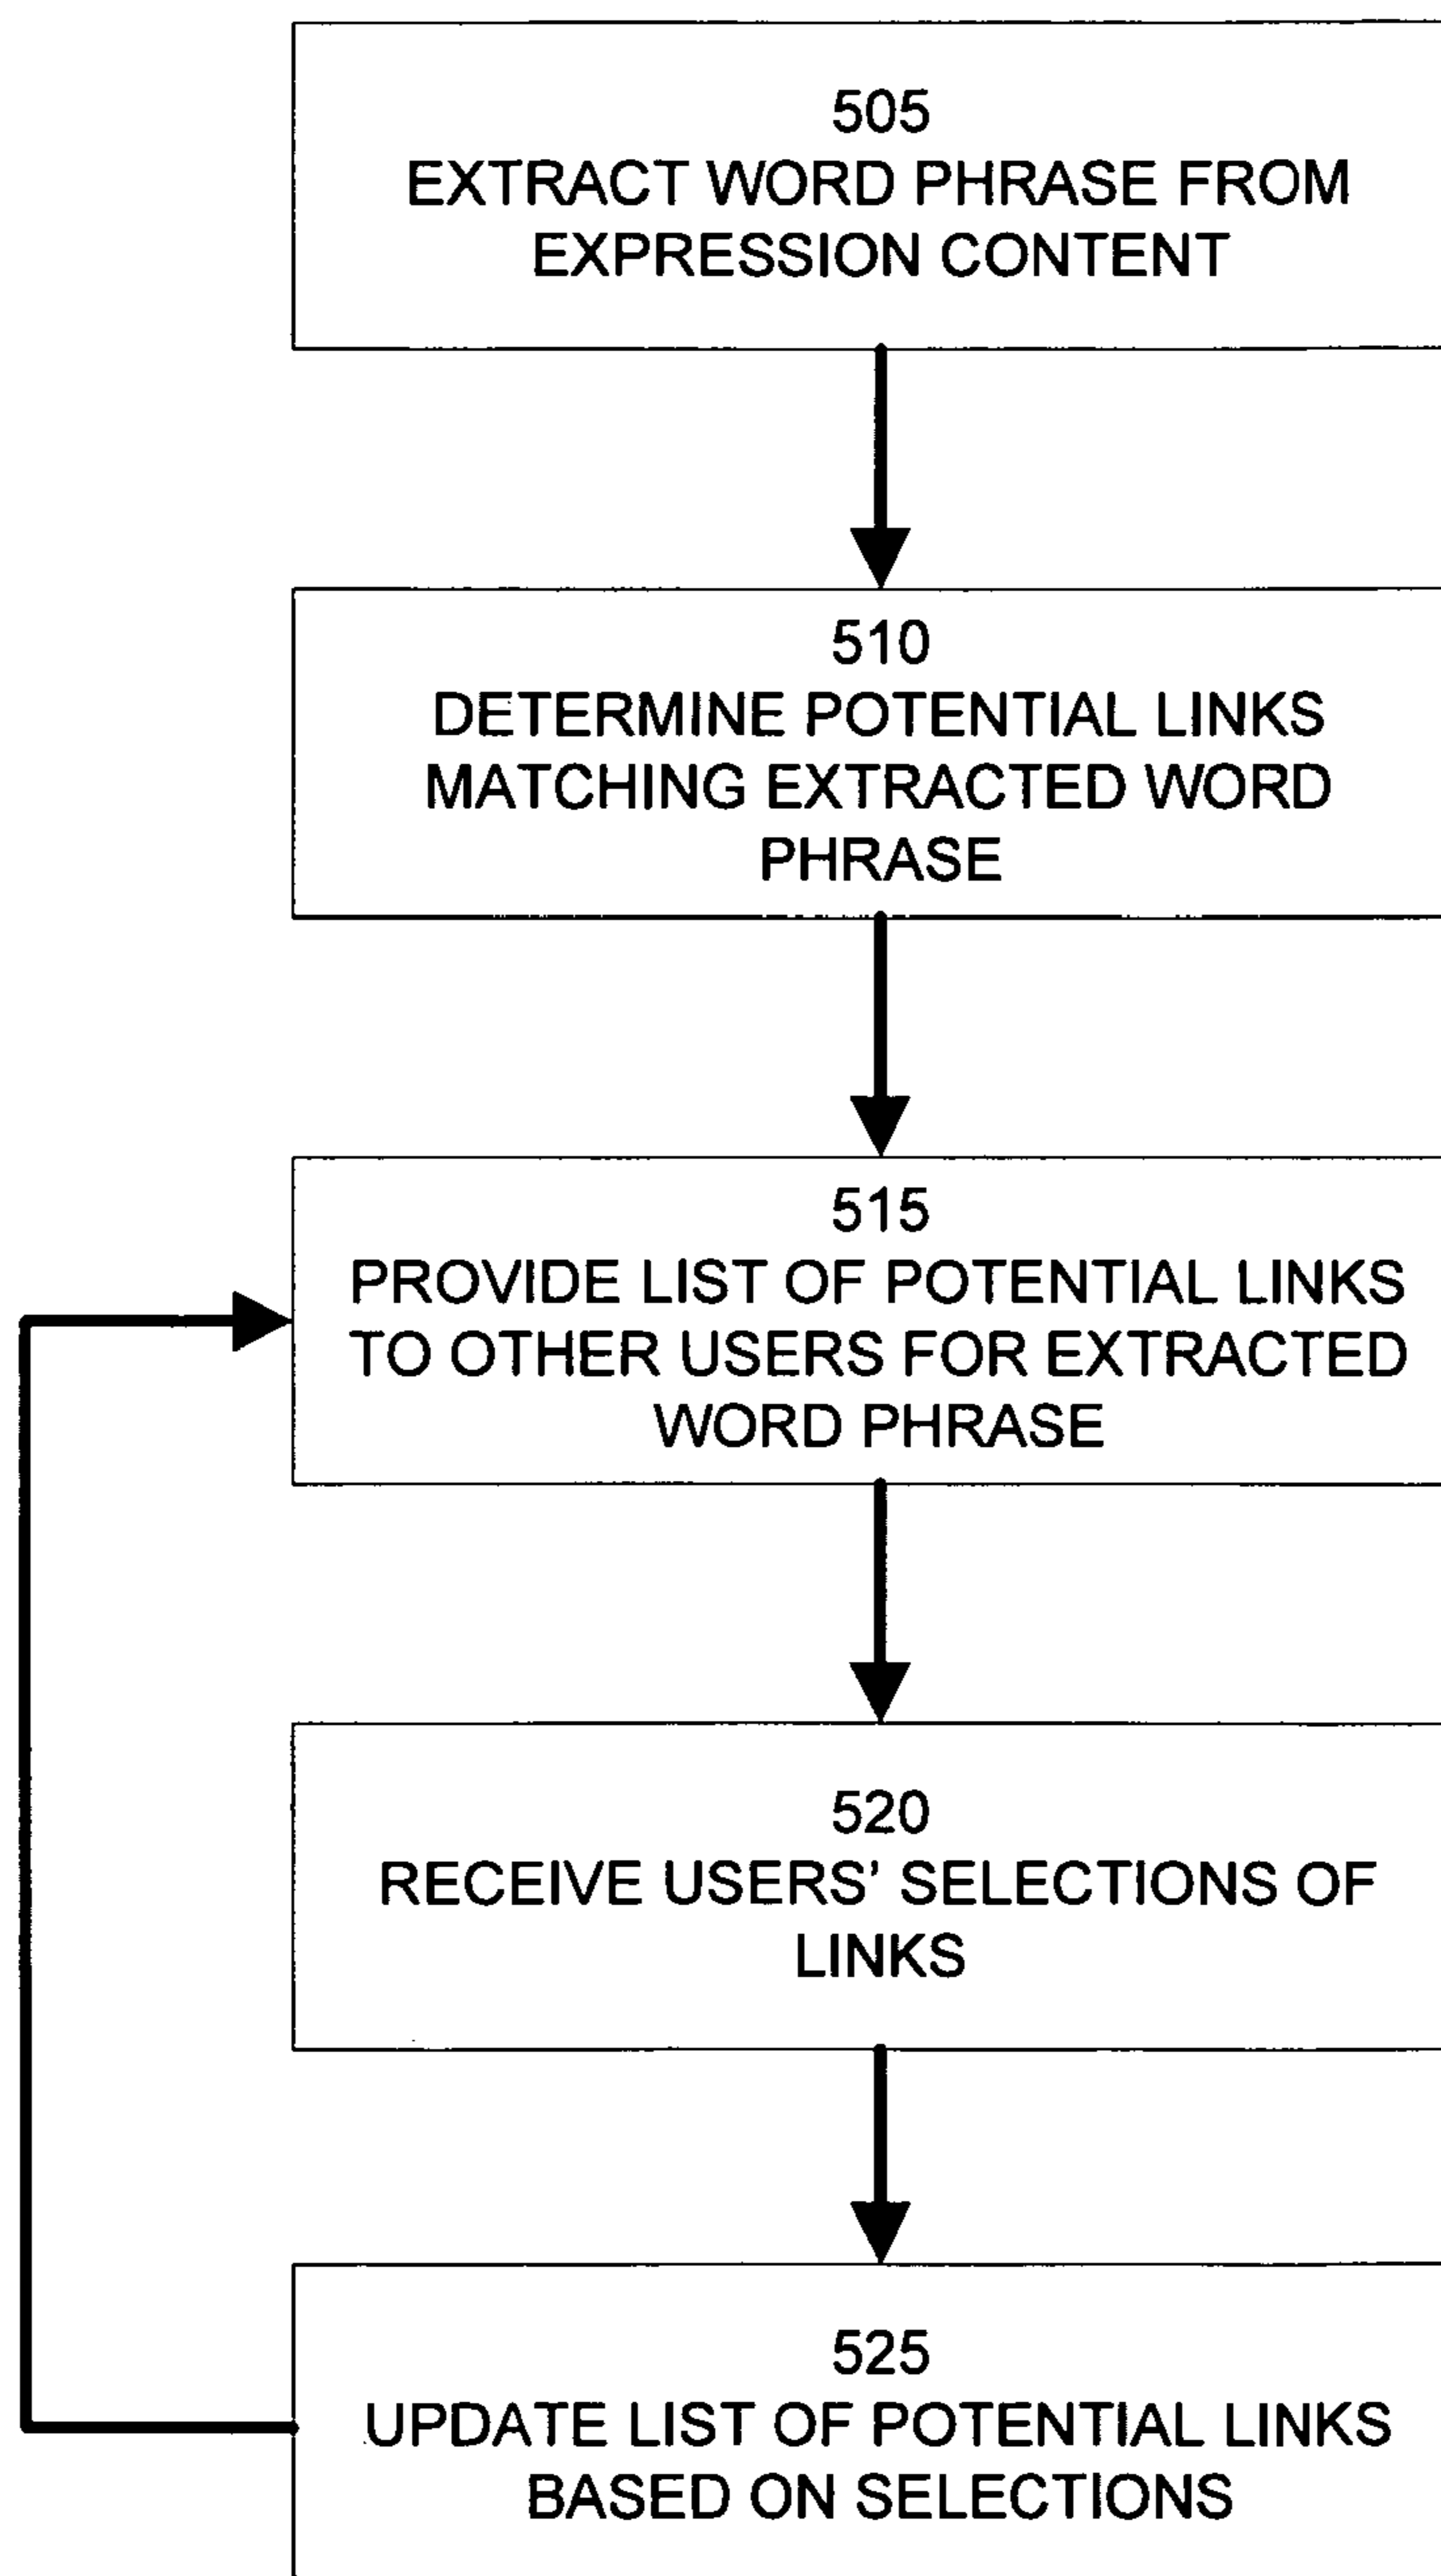 505
EXTRACT WORD PHRASE FROM
EXPRESSION CONTENT
510
DETERMINE POTENTIAL LINKS
MATCHING EXTRACTED WORD
PHRASE
515
PROVIDE LIST OF POTENTIAL LINKS
TO OTHER USERS FOR EXTRACTED
WORD PHRASE
520
RECEIVE USERS’ SELECTIONS OF
LINKS
525
UPDATE LIST OF POTENTIAL LINKS
BASED ON SELECTIONS